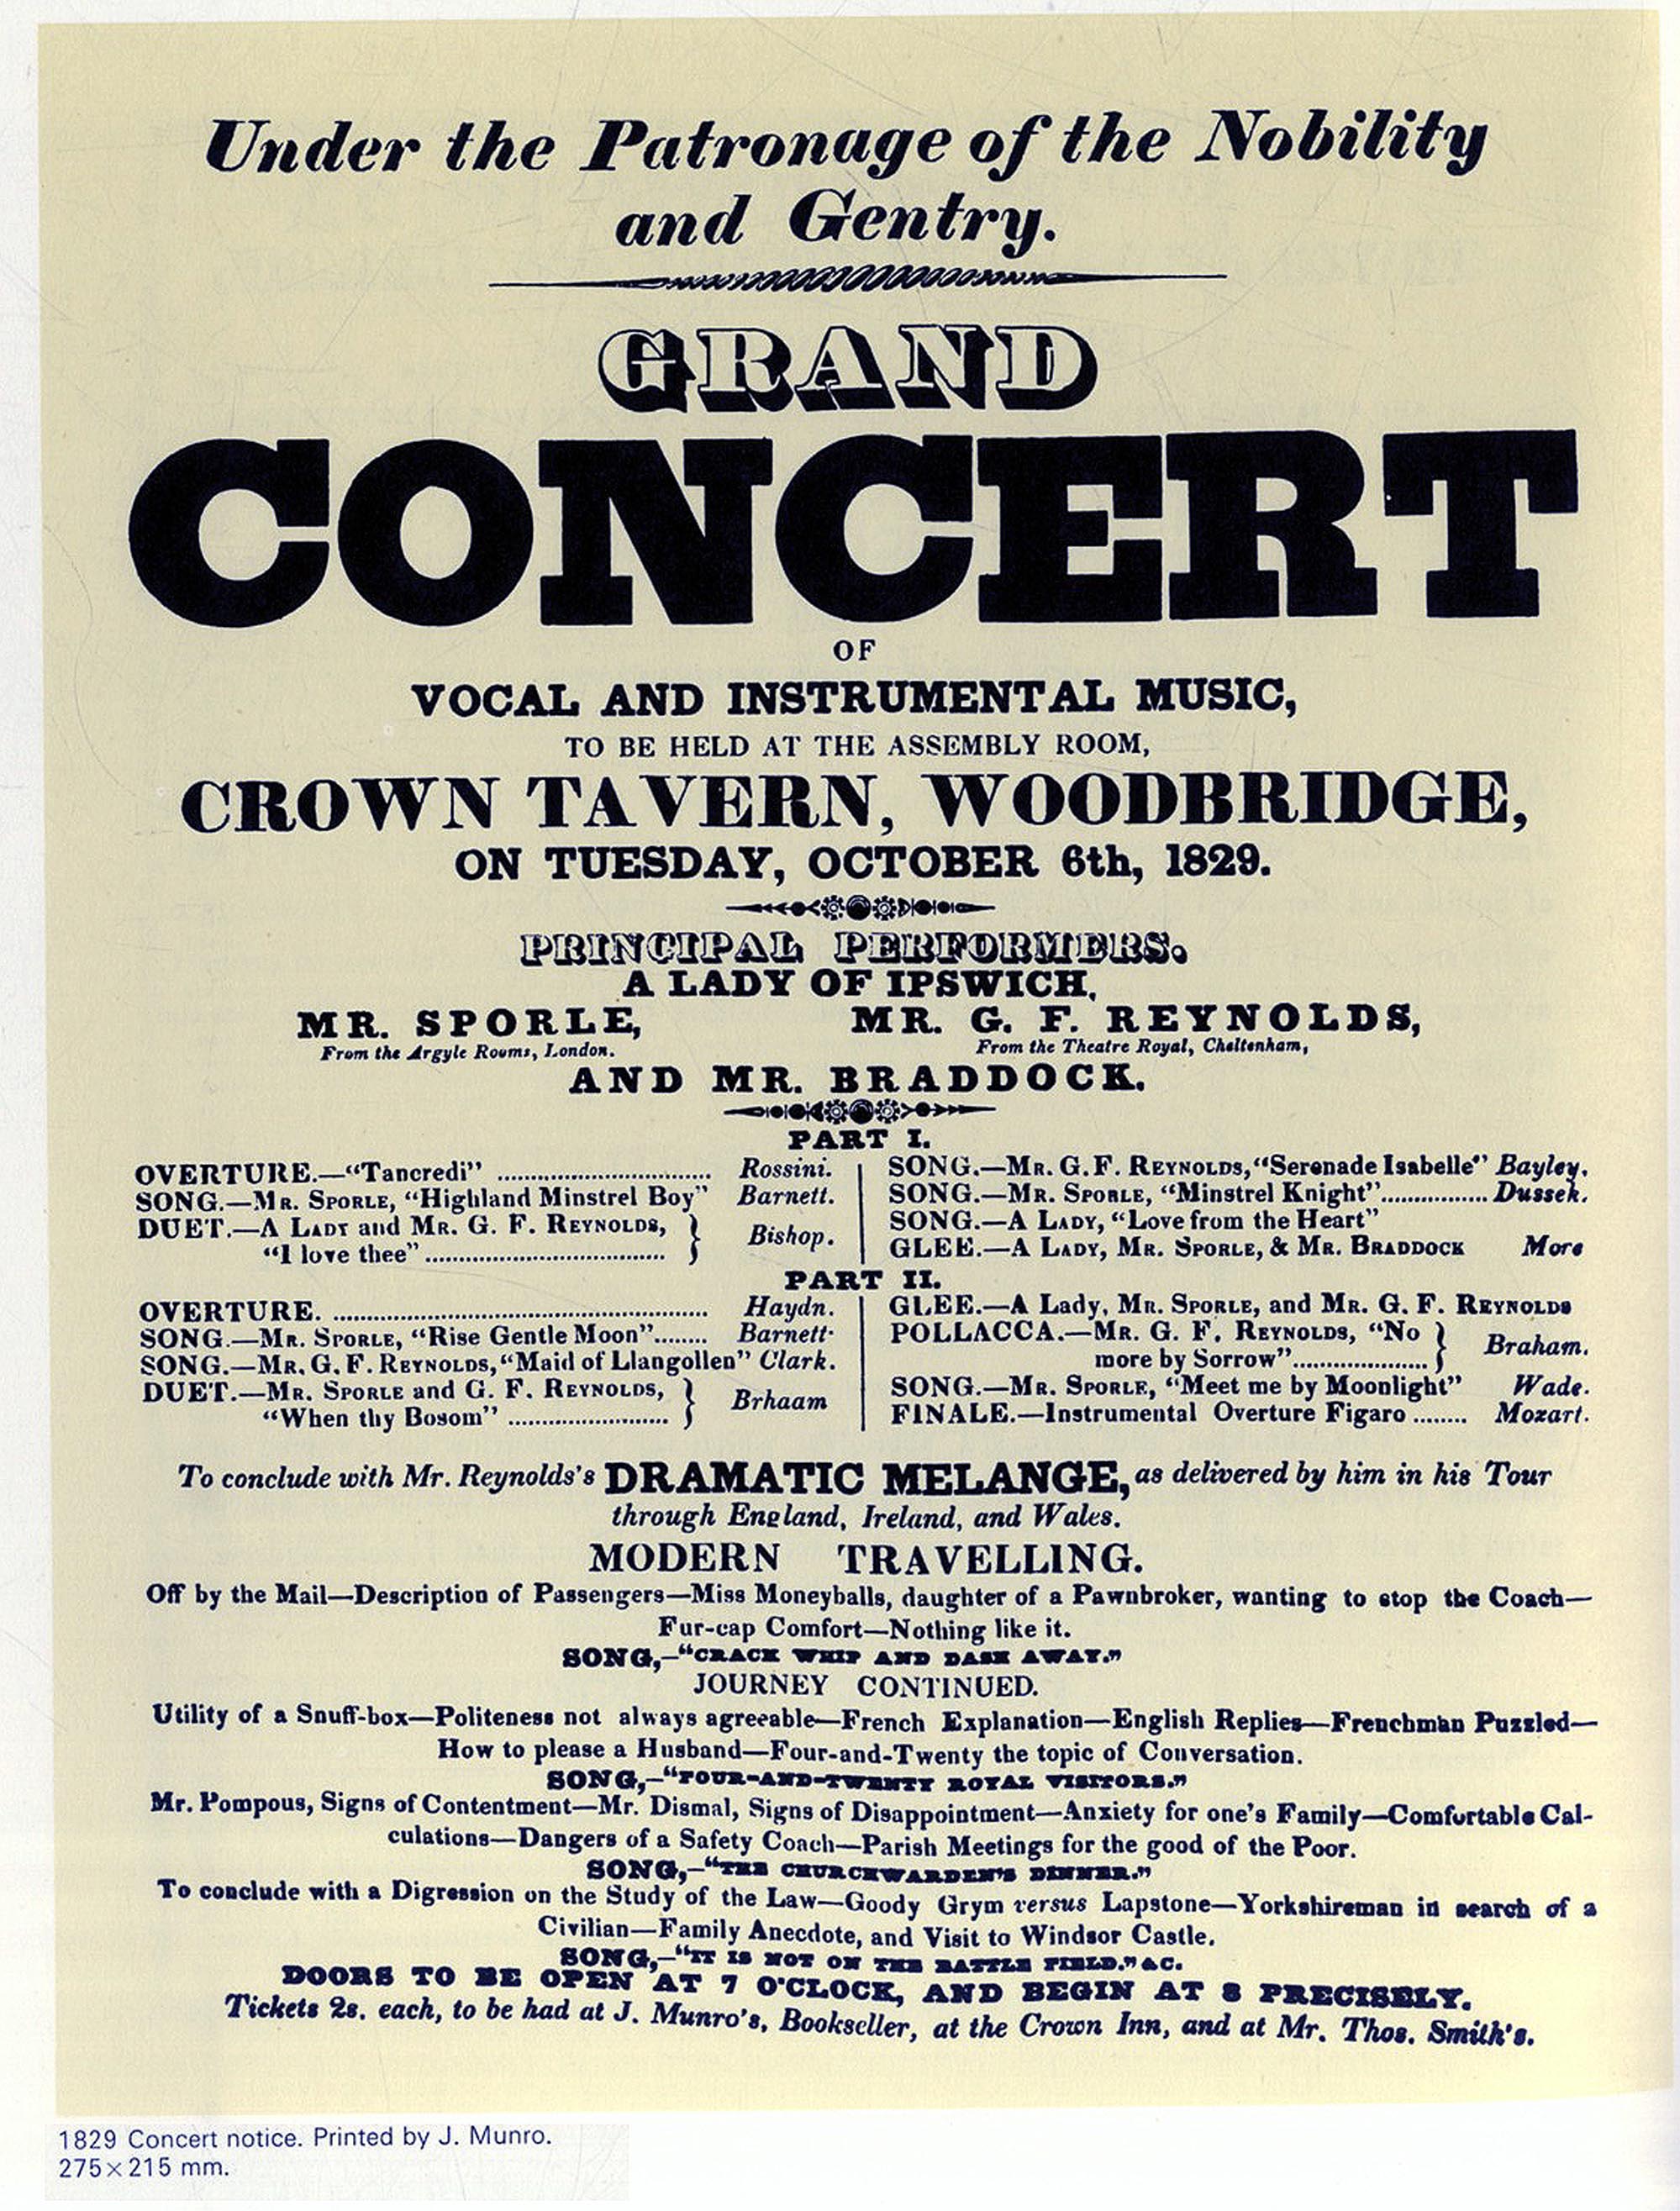 Under the Patronage of the Nobility
and Gentry.
GRAND
CONCERT
OF
VOCAL AND INSTRUMENTAL MUSIC,
TO BE HELD AT THE ASSEMBLY ROOM,
CROWN TAVERN, WOODBRIDGE,
ON TUESDAY, OCTOBER 6th, 1829.
PRINCIPAL PERFORMERS.
A LADY OF IPSWICH,
MR. SPORLE, MR. G. F. REYNOLDS,
From the Argyle Rooms, London. From the Theatre Royal, Cheltenham,
AND MR. BRADDOCK.
PART I.
OVERTURE.—“Tancredi” .............................. Rossini.
SONG.—MR. SPORLE, “Highland Minstrel Boy” Barnett.
DUET.—A LADY and MR. G. F. REYNOLDS, } Bishop.
“I love thee” ..................................
SONG.—MR. G. F. REYNOLDS, “Serenade Isabelle” Bayley.
SONG.—MR. SPORLE, “Minstrel Knight”................ Dussek.
SONG.—A LADY, “Love from the Heart”
GLEE.—A LADY, MR. SPORLE, & MR. BRADDOCK More
PART II.
OVERTURE. ..................................................... Haydn.
SONG.—MR. SPORLE, “Rise Gentle Moon”........ Barnett.
SONG.—MR. G. F. REYNOLDS, “Maid of Llangollen” Clark.
DUET.—MR. SPORLE and G. F. REYNOLDS, } Brhaam
“When thy Bosom” .......................
GLEE.—A Lady, MR. SPORLE, and MR. G. F. REYNOLDS
POLLACCA.—MR. G. F. REYNOLDS, “No } Braham.
more by Sorrow”....................
SONG.—MR. SPORLE, “Meet me by Moonlight” Wade.
FINALE.—Instrumental Overture Figaro ........ Mozart.
To conclude with Mr. Reynolds's DRAMATIC MELANGE, as delivered by him in his Tour
through England, Ireland, and Wales.
MODERN TRAVELLING.
Off by the Mail—Description of Passengers—Miss Moneyballs, daughter of a Pawnbroker, wanting to stop the Coach—
Fur-cap Comfort—Nothing like it.
SONG,—“CRACK WHIP AND DASH AWAY.”
JOURNEY CONTINUED.
Utility of a Snuff-box—Politeness not always agreeable—French Explanation—English Replies—Frenchman Puzzled—
How to please a Husband—Four-and-Twenty the topic of Conversation.
SONG,—“FOUR-AND-TWENTY ROYAL VISITORS.”
Mr. Pompous, Signs of Contentment—Mr. Dismal, Signs of Disappointment—Anxiety for one's Family—Comfortable Cal-
culations—Dangers of a Safety Coach—Parish Meetings for the good of the Poor.
SONG,—“THE CHURCHWARDEN'S DINNER.”
To conclude with a Digression on the Study of the Law—Goody Grym versus Lapstone—Yorkshireman in search of a
Civilian—Family Anecdote, and Visit to Windsor Castle.
SONG,—“IT IS NOT ON THE BATTLE FIELD.” &C.
DOORS TO BE OPEN AT 7 O'CLOCK, AND BEGIN AT 8 PRECISELY.
Tickets 2s. each, to be had at J. Munro's, Bookseller, at the Crown Inn, and at Mr. Thos. Smith's.
1829 Concert notice. Printed by J. Munro.
275×215 mm.